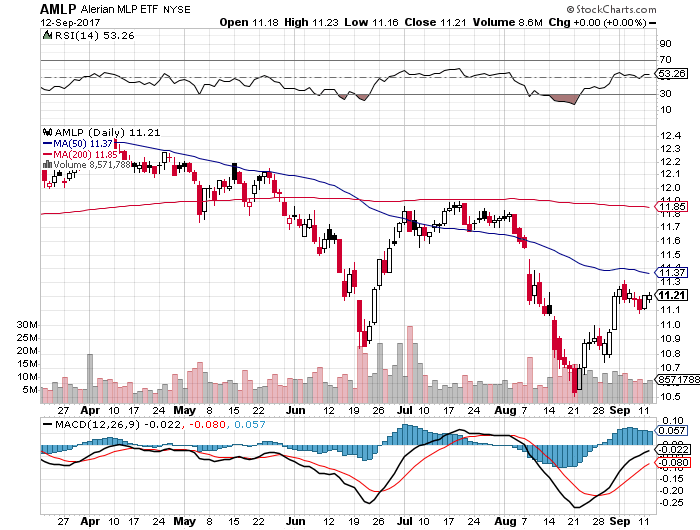 AMLP Alerian MLP ETF NYSE © StockCharts.com
12-Sep-2017 Open 11.18 High 11.23 Low 11.16 Close 11.21 Volume 8.6M Chg +0.00 (+0.00%)
RSI(14) 53.26
90
70
53.26
50
30
10
AMLP (Daily) 11.21
MA(50) 11.37
MA(200) 11.85
Volume 8,571,788
12.4
12.3
12.2
12.1
12.0
11.9
11.85
11.8
11.7
11.6
11.5
11.4
11.37
11.21
11.1
11.0
10.9
10.8
10.7
8571788
10.5
30M
25M
20M
15M
10M
5M
27 Apr 10 17 24 May 8 15 22 Jun 12 19 26 Jul 10 17 24 Aug 7 14 21 28 Sep 11
MACD(12,26,9) -0.022, -0.080, 0.057
0.10
0.057
0.00
-0.022
-0.080
-0.15
-0.20
-0.25
27 Apr 10 17 24 May 8 15 22 Jun 12 19 26 Jul 10 17 24 Aug 7 14 21 28 Sep 11